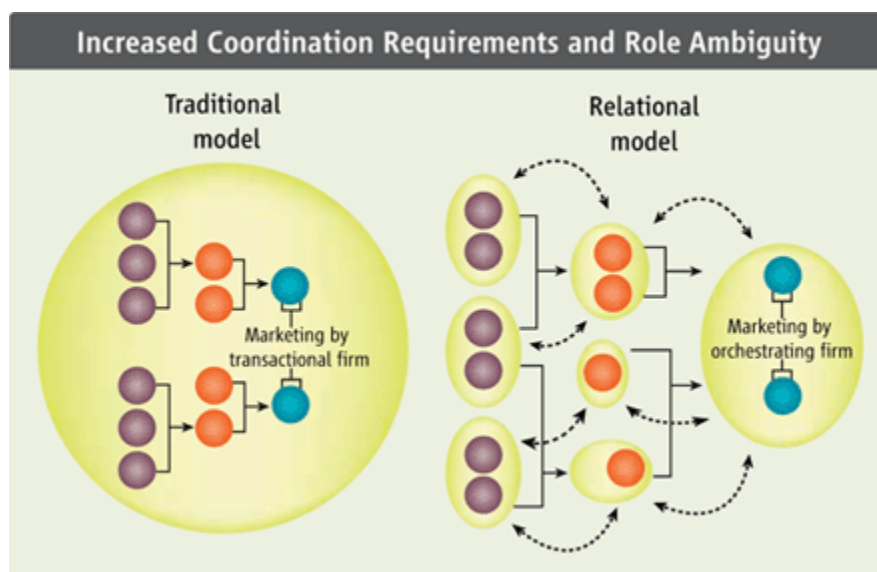 Increased Coordination Requirements and Role Ambiguity
Traditional
model
Marketing by
transactional firm
Relational
model
Marketing by
orchestrating firm